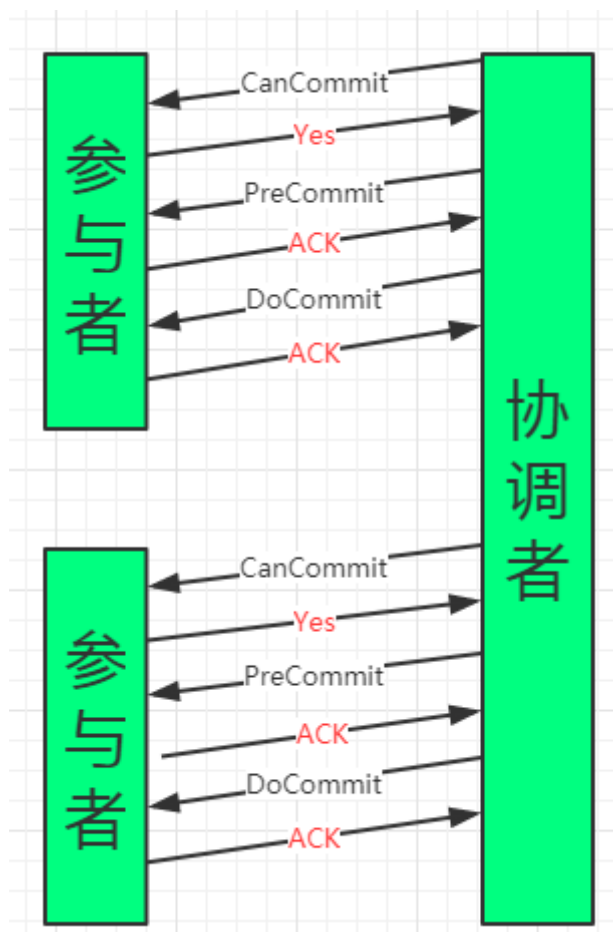 参与者
CanCommit
Yes
PreCommit
ACK
DoCommit
ACK
协调者
参与者
CanCommit
Yes
PreCommit
ACK
DoCommit
ACK